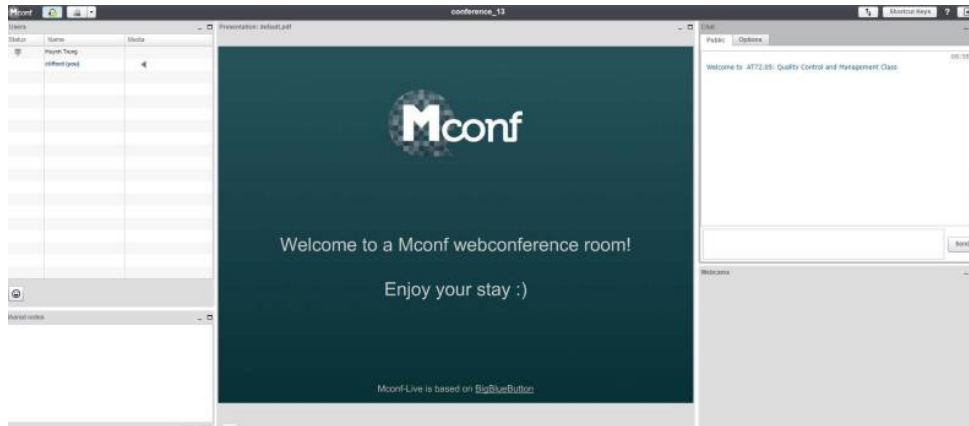 Mconf
conference_13
Shortcut Keys
?
Users
Status Name Media
Huynh Trung
clifford (you)
Shared notes
Presentation: default.pdf
Mconf
Welcome to a Mconf webconference room!
Enjoy your stay :)
Mconf-Live is based on BigBlueButton
Chat
Public Options
Welcome to AT72.05: Quality Control and Management Class
Send
Webcams